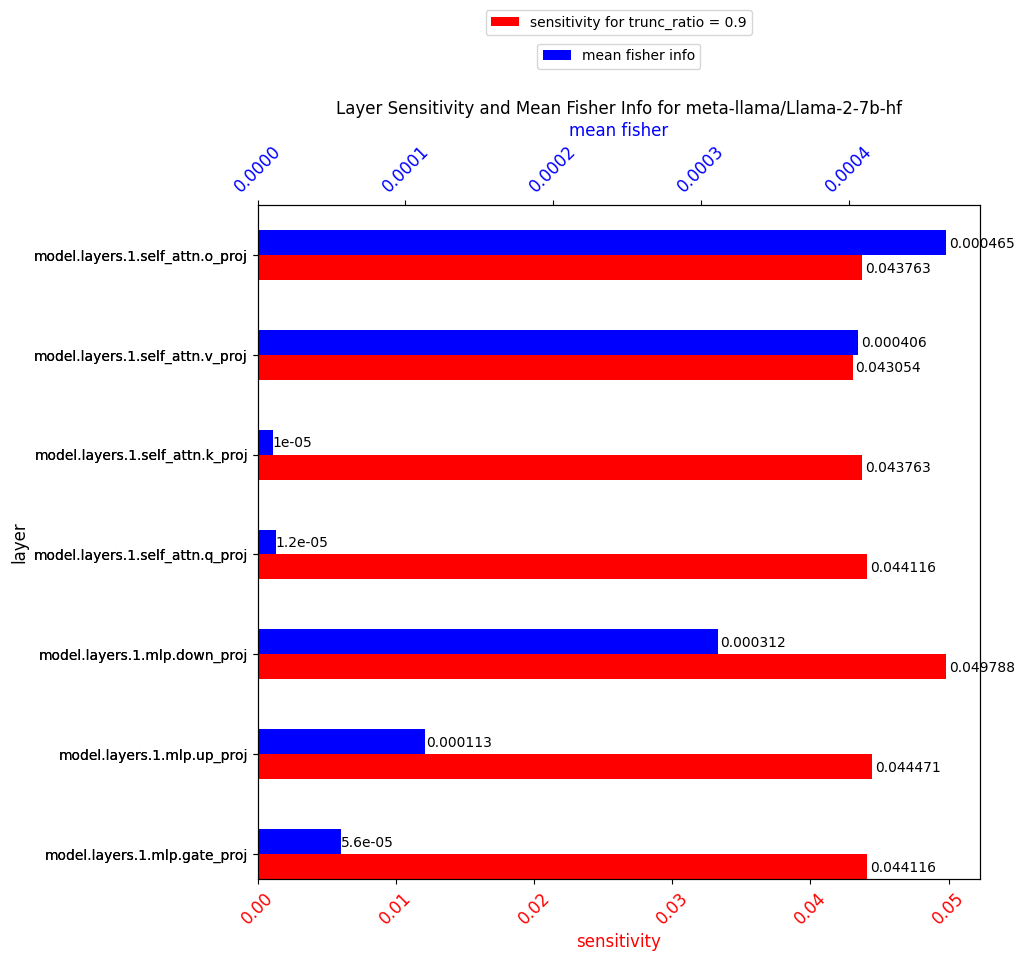 sensitivity for trunc_ratio = 0.9
mean fisher info
Layer Sensitivity and Mean Fisher Info for meta-llama/Llama-2-7b-hf
mean fisher
0.0000 0.0001 0.0002 0.0003 0.0004
model.layers.1.self_attn.o_proj
0.000465
0.043763
model.layers.1.self_attn.v_proj
0.000406
0.043054
model.layers.1.self_attn.k_proj
1e-05
0.043763
model.layers.1.self_attn.q_proj
1.2e-05
0.044116
model.layers.1.mlp.down_proj
0.000312
0.049788
model.layers.1.mlp.up_proj
0.000113
0.044471
model.layers.1.mlp.gate_proj
5.6e-05
0.044116
layer
0.00 0.01 0.02 0.03 0.04 0.05
sensitivity